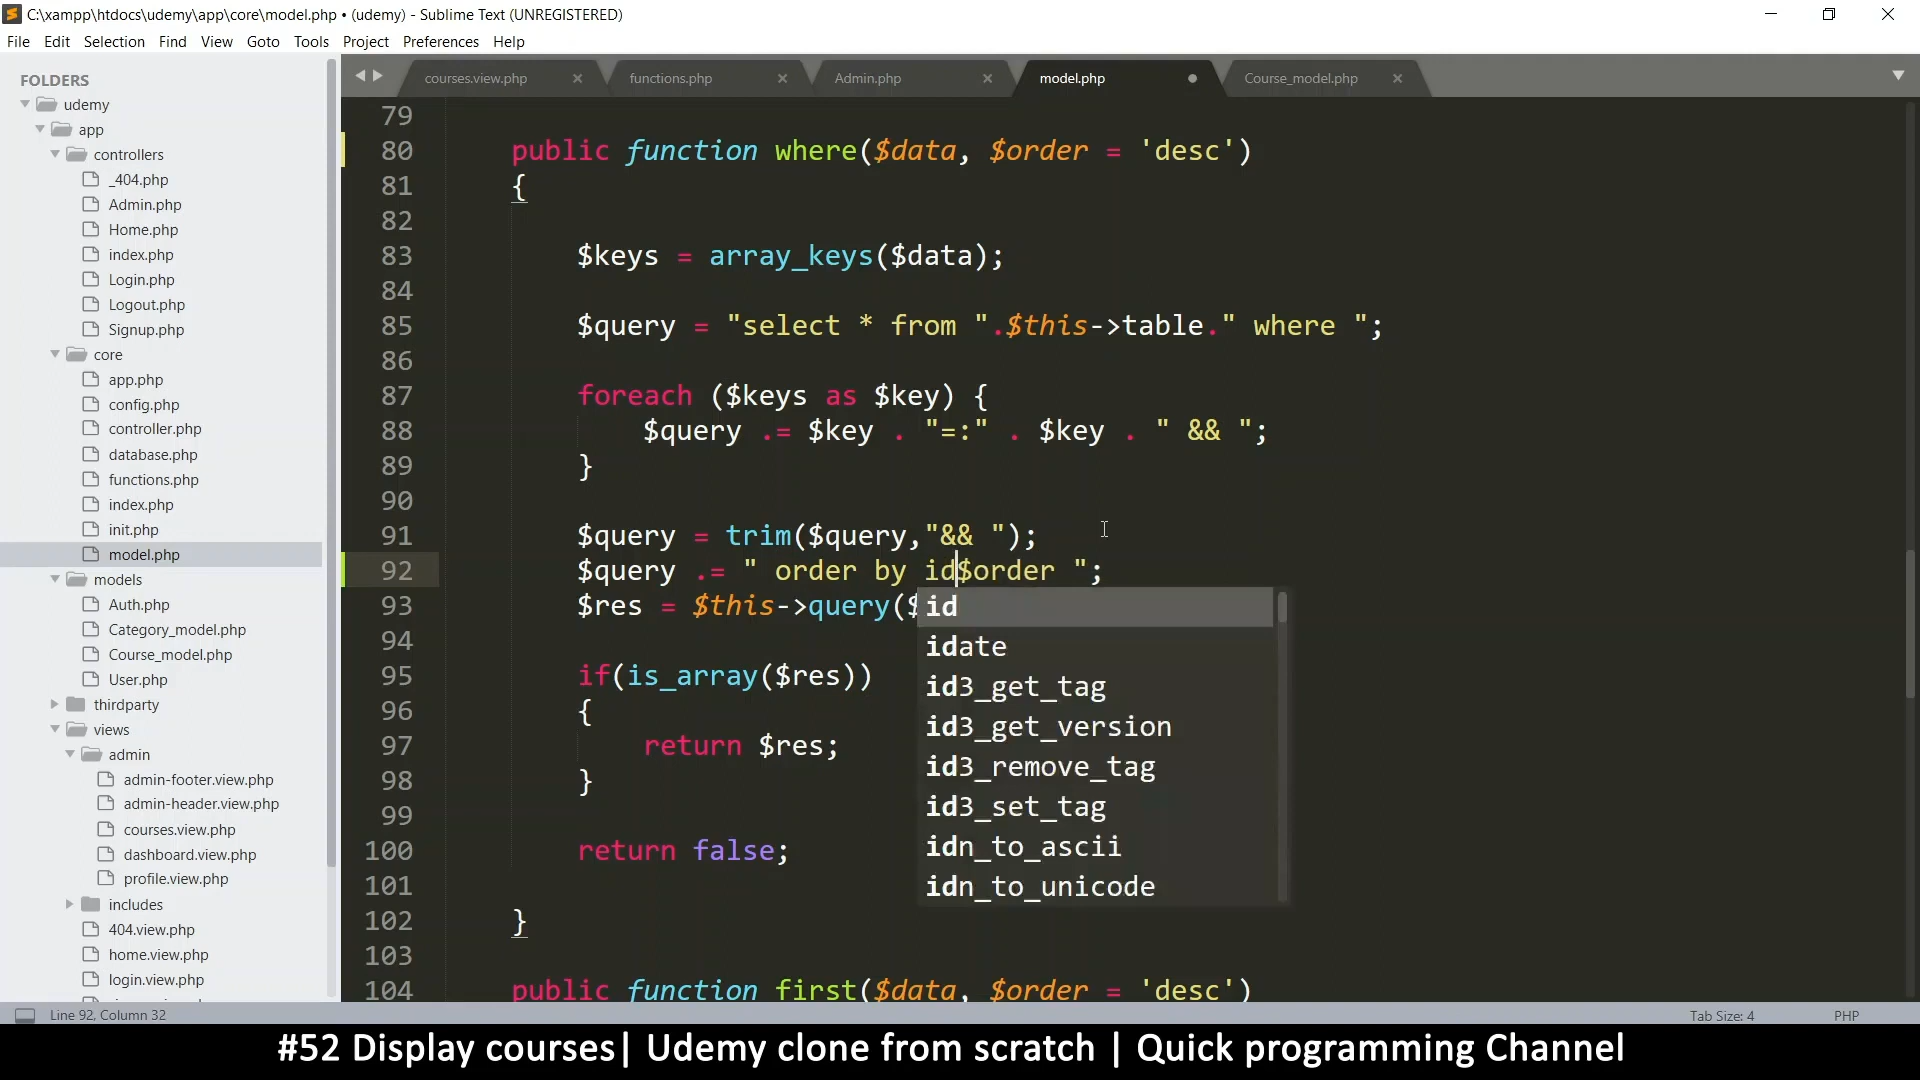 C:\xampp\htdocs\udemy\app\core\model.php • (udemy) - Sublime Text (UNREGISTERED)
File Edit Selection Find View Goto Tools Project Preferences Help
FOLDERS
udemy
app
controllers
_404.php
Admin.php
Home.php
index.php
Login.php
Logout.php
Signup.php
core
app.php
config.php
controller.php
database.php
functions.php
index.php
init.php
model.php
models
Auth.php
Category_model.php
Course_model.php
User.php
thirdparty
views
admin
admin-footer.view.php
admin-header.view.php
courses.view.php
dashboard.view.php
profile.view.php
includes
404.view.php
home.view.php
login.view.php
courses.view.php functions.php Admin.php model.php Course_model.php
79
80 public function where($data, $order = 'desc')
81 {
82
83 $keys = array_keys($data);
84
85 $query = "select * from ".$this->table." where ";
86
87 foreach ($keys as $key) {
88 $query .= $key . "=:" . $key . " && ";
89 }
90
91 $query = trim($query,"&& ");
92 $query .= " order by id$order ";
93 $res = $this->query($
94
95 if(is_array($res))
96 {
97 return $res;
98 }
99
100 return false;
101
102 }
103
104 public function first($data, $order = 'desc')
id
idate
id3_get_tag
id3_get_version
id3_remove_tag
id3_set_tag
idn_to_ascii
idn_to_unicode
Line 92, Column 32 Tab Size: 4 PHP
#52 Display courses| Udemy clone from scratch | Quick programming Channel